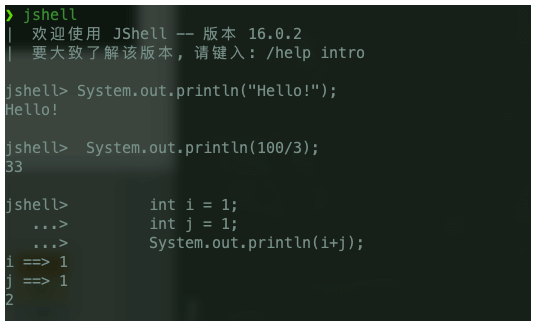 ❯ jshell
|  欢迎使用 JShell -- 版本 16.0.2
|  要大致了解该版本, 请键入: /help intro
jshell> System.out.println("Hello!");
Hello!
jshell>  System.out.println(100/3);
33
jshell>         int i = 1;
   ...>         int j = 1;
   ...>         System.out.println(i+j);
i ==> 1
j ==> 1
2